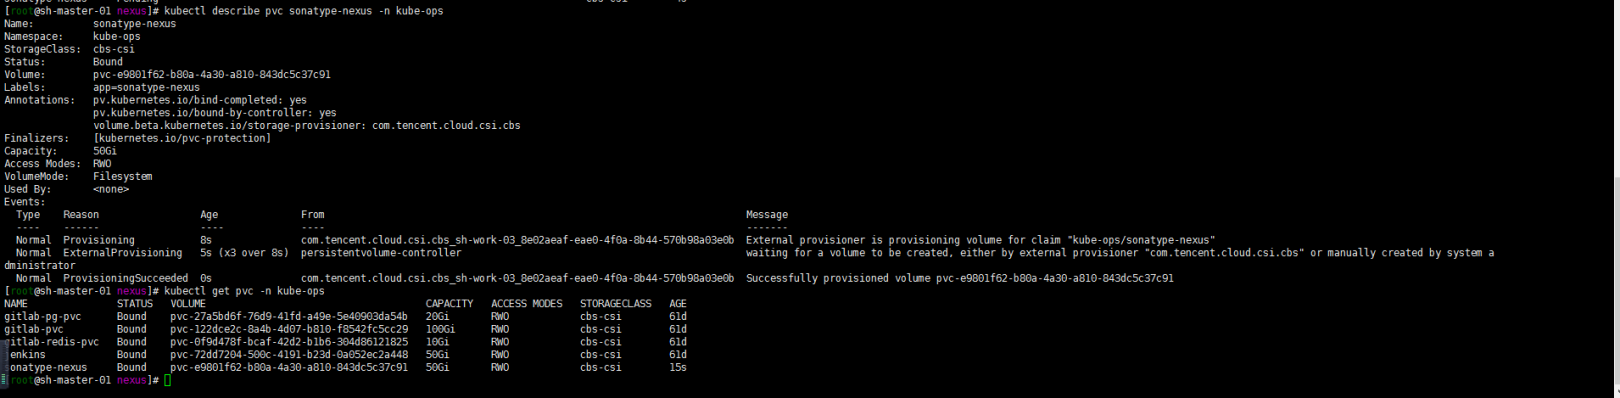 [root@sh-master-01 nexus]# kubectl describe pvc sonatype-nexus -n kube-ops
Name:          sonatype-nexus
Namespace:     kube-ops
StorageClass:  cbs-csi
Status:        Bound
Volume:        pvc-e9801f62-b80a-4a30-a810-843dc5c37c91
Labels:        app=sonatype-nexus
Annotations:   pv.kubernetes.io/bind-completed: yes
               pv.kubernetes.io/bound-by-controller: yes
               volume.beta.kubernetes.io/storage-provisioner: com.tencent.cloud.csi.cbs
Finalizers:    [kubernetes.io/pvc-protection]
Capacity:      50Gi
Access Modes:  RWO
VolumeMode:    Filesystem
Used By:       <none>
Events:
  Type    Reason                 Age              From                                                                       Message
  ----    ------                 ----             ----                                                                       -------
  Normal  Provisioning           8s               com.tencent.cloud.csi.cbs_sh-work-03_8e02aeaf-eae0-4f0a-8b44-570b98a03e0b  External provisioner is provisioning volume for claim "kube-ops/sonatype-nexus"
  Normal  ExternalProvisioning   5s (x3 over 8s)  persistentvolume-controller                                                waiting for a volume to be created, either by external provisioner "com.tencent.cloud.csi.cbs" or manually created by system a
dministrator
  Normal  ProvisioningSucceeded  0s               com.tencent.cloud.csi.cbs_sh-work-03_8e02aeaf-eae0-4f0a-8b44-570b98a03e0b  Successfully provisioned volume pvc-e9801f62-b80a-4a30-a810-843dc5c37c91
[root@sh-master-01 nexus]# kubectl get pvc -n kube-ops
NAME               STATUS   VOLUME                                     CAPACITY   ACCESS MODES   STORAGECLASS   AGE
gitlab-pg-pvc      Bound    pvc-27a5bd6f-76d9-41fd-a49e-5e40903da54b   20Gi       RWO            cbs-csi        61d
gitlab-pvc         Bound    pvc-122dce2c-8a4b-4d07-b810-f8542fc5cc29   100Gi      RWO            cbs-csi        61d
gitlab-redis-pvc   Bound    pvc-0f9d478f-bcaf-42d2-b1b6-304d86121825   10Gi       RWO            cbs-csi        61d
enkins            Bound    pvc-72dd7204-500c-4191-b23d-0a052ec2a448   50Gi       RWO            cbs-csi        61d
onatype-nexus     Bound    pvc-e9801f62-b80a-4a30-a810-843dc5c37c91   50Gi       RWO            cbs-csi        15s
[root@sh-master-01 nexus]#